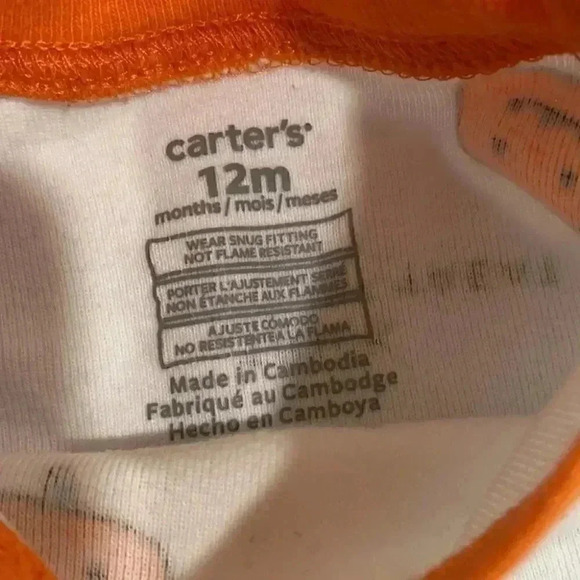 carter's®
12m
months/mois/meses
WEAR SNUG FITTING
NOT FLAME RESISTANT
PORTER L'AJUSTEMENT SERRÉ
NON ÉTANCHE AUX FLAMMES
AJUSTE CÓMODO
NO RESISTENTE A LA FLAMA
Made in Cambodia
Fabriqué au Cambodge
Hecho en Camboya